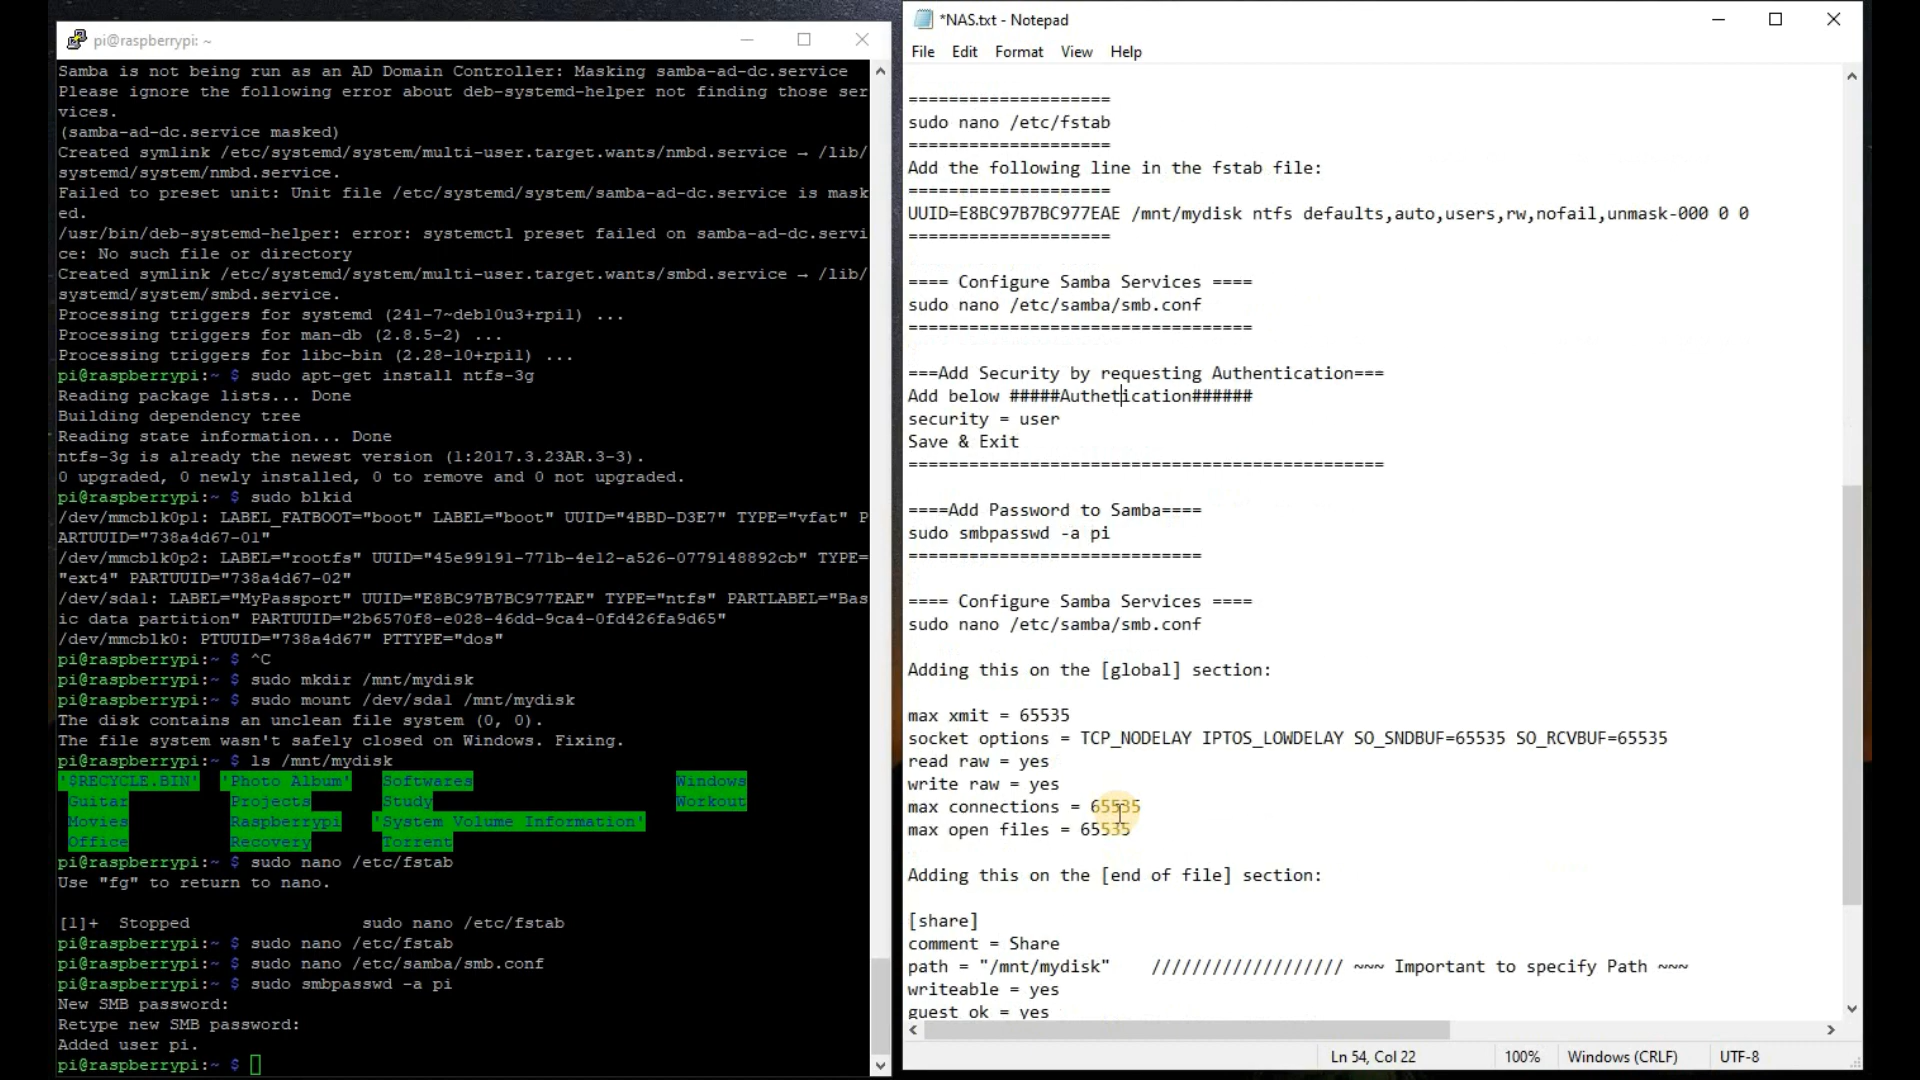 pi@raspberrypi: ~
Samba is not being run as an AD Domain Controller: Masking samba-ad-dc.service
Please ignore the following error about deb-systemd-helper not finding those ser
vices.
(samba-ad-dc.service masked)
Created symlink /etc/systemd/system/multi-user.target.wants/nmbd.service → /lib/
systemd/system/nmbd.service.
Failed to preset unit: Unit file /etc/systemd/system/samba-ad-dc.service is mask
ed.
/usr/bin/deb-systemd-helper: error: systemctl preset failed on samba-ad-dc.servi
ce: No such file or directory
Created symlink /etc/systemd/system/multi-user.target.wants/smbd.service → /lib/
systemd/system/smbd.service.
Processing triggers for systemd (241-7~deb10u3+rpi1) ...
Processing triggers for man-db (2.8.5-2) ...
Processing triggers for libc-bin (2.28-10+rpi1) ...
pi@raspberrypi:~ $ sudo apt-get install ntfs-3g
Reading package lists... Done
Building dependency tree
Reading state information... Done
ntfs-3g is already the newest version (1:2017.3.23AR.3-3).
0 upgraded, 0 newly installed, 0 to remove and 0 not upgraded.
pi@raspberrypi:~ $ sudo blkid
/dev/mmcblk0p1: LABEL_FATBOOT="boot" LABEL="boot" UUID="4BBD-D3E7" TYPE="vfat" P
ARTUUID="738a4d67-01"
/dev/mmcblk0p2: LABEL="rootfs" UUID="45e99191-771b-4e12-a526-0779148892cb" TYPE=
"ext4" PARTUUID="738a4d67-02"
/dev/sda1: LABEL="MyPassport" UUID="E8BC97B7BC977EAE" TYPE="ntfs" PARTLABEL="Bas
ic data partition" PARTUUID="2b6570f8-e028-46dd-9ca4-0fd426fa9d65"
/dev/mmcblk0: PTUUID="738a4d67" PTTYPE="dos"
pi@raspberrypi:~ $ ^C
pi@raspberrypi:~ $ sudo mkdir /mnt/mydisk
pi@raspberrypi:~ $ sudo mount /dev/sda1 /mnt/mydisk
The disk contains an unclean file system (0, 0).
The file system wasn't safely closed on Windows. Fixing.
pi@raspberrypi:~ $ ls /mnt/mydisk
'$RECYCLE.BIN' 'Photo Album' Softwares Windows
Guitar Projects Study Workout
Movies Raspberrypi 'System Volume Information'
Office Recovery Torrent
pi@raspberrypi:~ $ sudo nano /etc/fstab
Use "fg" to return to nano.
[1]+ Stopped sudo nano /etc/fstab
pi@raspberrypi:~ $ sudo nano /etc/fstab
pi@raspberrypi:~ $ sudo nano /etc/samba/smb.conf
pi@raspberrypi:~ $ sudo smbpasswd -a pi
New SMB password:
Retype new SMB password:
Added user pi.
pi@raspberrypi:~ $
*NAS.txt - Notepad
File Edit Format View Help
====================
sudo nano /etc/fstab
====================
Add the following line in the fstab file:
====================
UUID=E8BC97B7BC977EAE /mnt/mydisk ntfs defaults,auto,users,rw,nofail,unmask-000 0 0
====================
==== Configure Samba Services ====
sudo nano /etc/samba/smb.conf
==================================
===Add Security by requesting Authentication===
Add below #####Authetication######
security = user
Save & Exit
===============================================
====Add Password to Samba====
sudo smbpasswd -a pi
=============================
==== Configure Samba Services ====
sudo nano /etc/samba/smb.conf
Adding this on the [global] section:
max xmit = 65535
socket options = TCP_NODELAY IPTOS_LOWDELAY SO_SNDBUF=65535 SO_RCVBUF=65535
read raw = yes
write raw = yes
max connections = 65535
max open files = 65535
Adding this on the [end of file] section:
[share]
comment = Share
path = "/mnt/mydisk" /////////////////// ~~~ Important to specify Path ~~~
writeable = yes
guest ok = yes
Ln 54, Col 22 100% Windows (CRLF) UTF-8